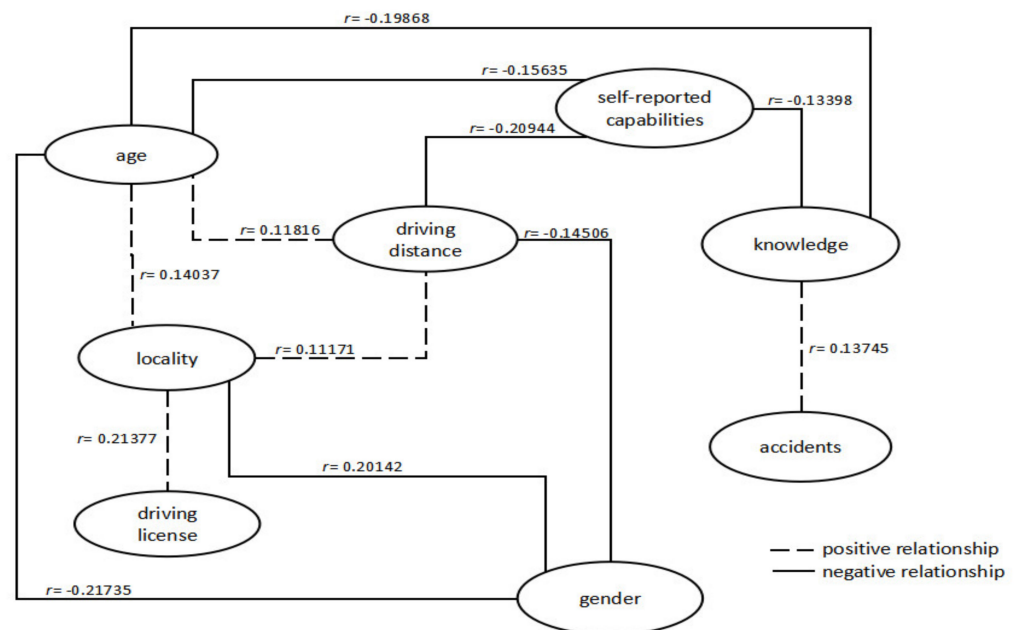 r= -0.19868
r= -0.15635
self-reported
capabilities
r= -0.13398
r= -0.20944
age
driving
distance
r= 0.11816
r= -0.14506
knowledge
r= 0.14037
locality
r= 0.11171
r= 0.13745
r= 0.21377
accidents
r= 0.20142
driving
license
positive relationship
negative relationship
r= -0.21735
gender